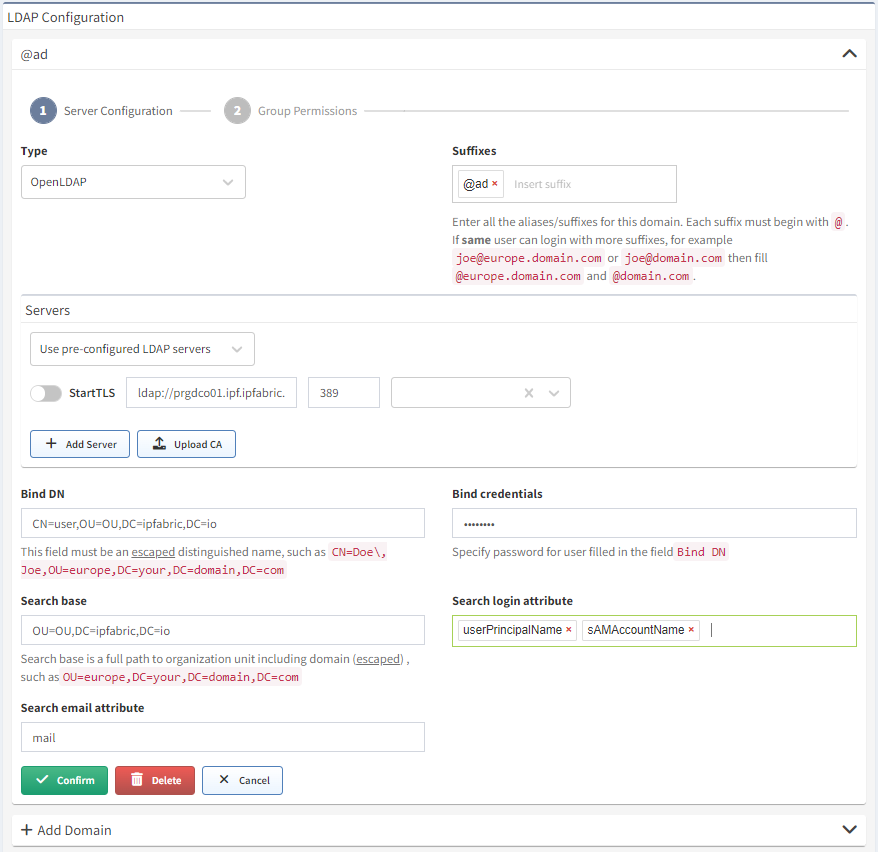 LDAP Configuration
@ad
1 Server Configuration 2 Group Permissions
Type
OpenLDAP
Suffixes
@ad × Insert suffix
Enter all the aliases/suffixes for this domain. Each suffix must begin with @ .
If same user can login with more suffixes, for example
joe@europe.domain.com or joe@domain.com then fill
@europe.domain.com and @domain.com .
Servers
Use pre-configured LDAP servers
StartTLS ldap://prgdco01.ipf.ipfabric. 389
+ Add Server Upload CA
Bind DN
CN=user,OU=OU,DC=ipfabric,DC=io
This field must be an escaped distinguished name, such as CN=Doe\,
Joe,OU=europe,DC=your,DC=domain,DC=com
Bind credentials
••••••••
Specify password for user filled in the field Bind DN
Search base
OU=OU,DC=ipfabric,DC=io
Search base is a full path to organization unit including domain (escaped) ,
such as OU=europe,DC=your,DC=domain,DC=com
Search login attribute
userPrincipalName × sAMAccountName ×
Search email attribute
mail
Confirm Delete Cancel
+ Add Domain